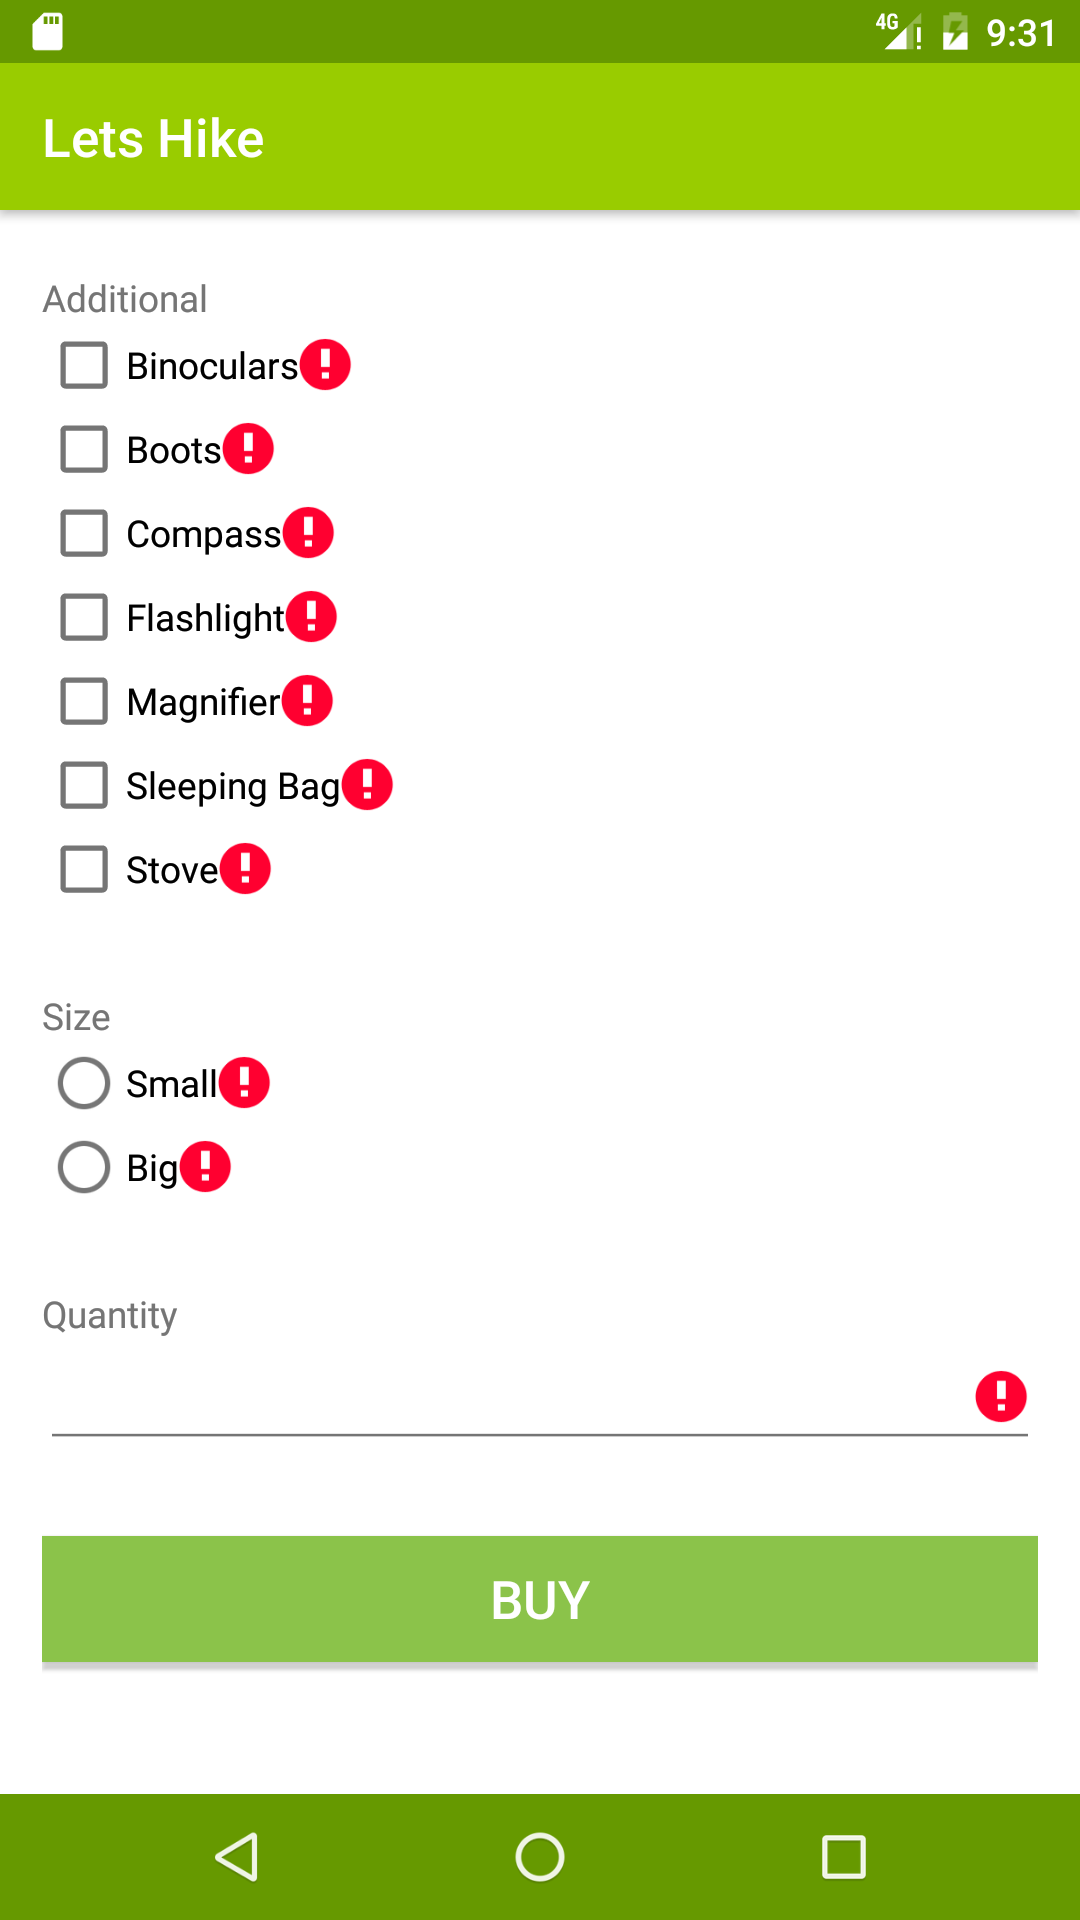 4G 9:31
Lets Hike
Additional
Binoculars
Boots
Compass
Flashlight
Magnifier
Sleeping Bag
Stove
Size
Small
Big
Quantity
BUY